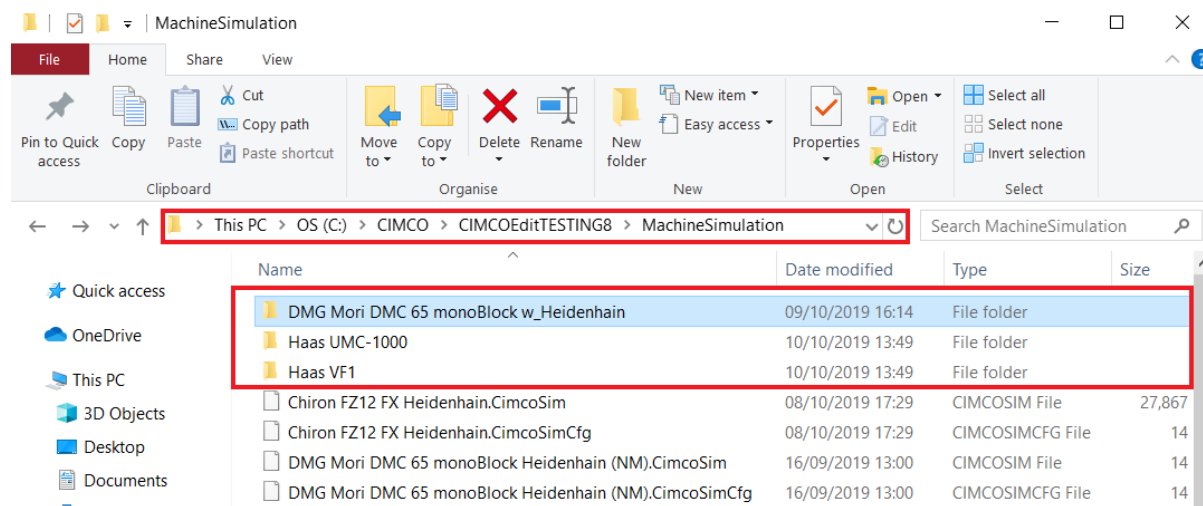 MachineSimulation
File Home Share View
Pin to Quick access
Copy
Paste
Cut
Copy path
Paste shortcut
Clipboard
Move to
Copy to
Delete
Rename
Organise
New folder
New item
Easy access
New
Properties
Open
Edit
History
Open
Select all
Select none
Invert selection
Select
This PC > OS (C:) > CIMCO > CIMCOEditTESTING8 > MachineSimulation
Search MachineSimulation
Quick access
OneDrive
This PC
3D Objects
Desktop
Documents
Name Date modified Type Size
DMG Mori DMC 65 monoBlock w_Heidenhain 09/10/2019 16:14 File folder
Haas UMC-1000 10/10/2019 13:49 File folder
Haas VF1 10/10/2019 13:49 File folder
Chiron FZ12 FX Heidenhain.CimcoSim 08/10/2019 17:29 CIMCOSIM File 27,867
Chiron FZ12 FX Heidenhain.CimcoSimCfg 08/10/2019 17:29 CIMCOSIMCFG File 14
DMG Mori DMC 65 monoBlock Heidenhain (NM).CimcoSim 16/09/2019 13:00 CIMCOSIM File 14
DMG Mori DMC 65 monoBlock Heidenhain (NM).CimcoSimCfg 16/09/2019 13:00 CIMCOSIMCFG File 14